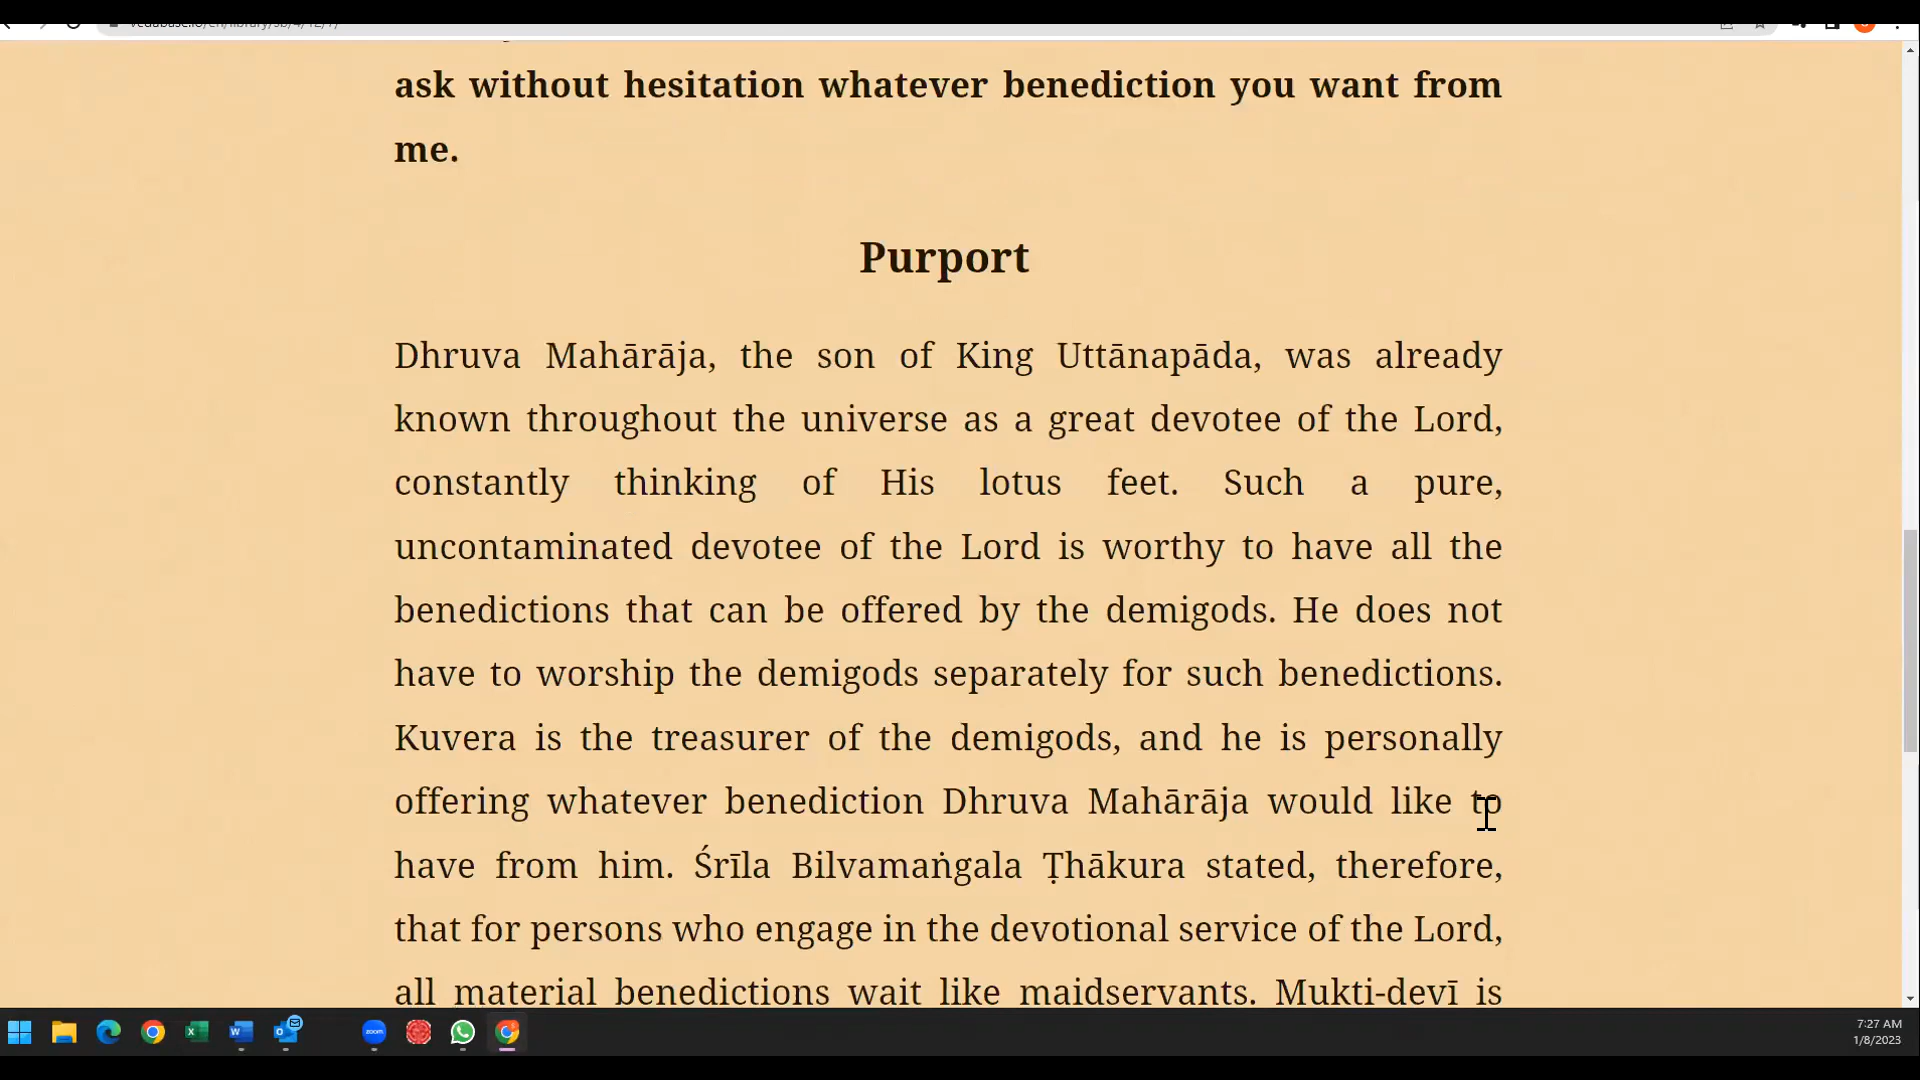 ask without hesitation whatever benediction you want from
me.
Purport
Dhruva Mahārāja, the son of King Uttānapāda, was already
known throughout the universe as a great devotee of the Lord,
constantly thinking of His lotus feet. Such a pure,
uncontaminated devotee of the Lord is worthy to have all the
benedictions that can be offered by the demigods. He does not
have to worship the demigods separately for such benedictions.
Kuvera is the treasurer of the demigods, and he is personally
offering whatever benediction Dhruva Mahārāja would like to
have from him. Śrīla Bilvamaṅgala Ṭhākura stated, therefore,
that for persons who engage in the devotional service of the Lord,
all material benedictions wait like maidservants. Mukti-devī is
zoom
7:27 AM
1/8/2023